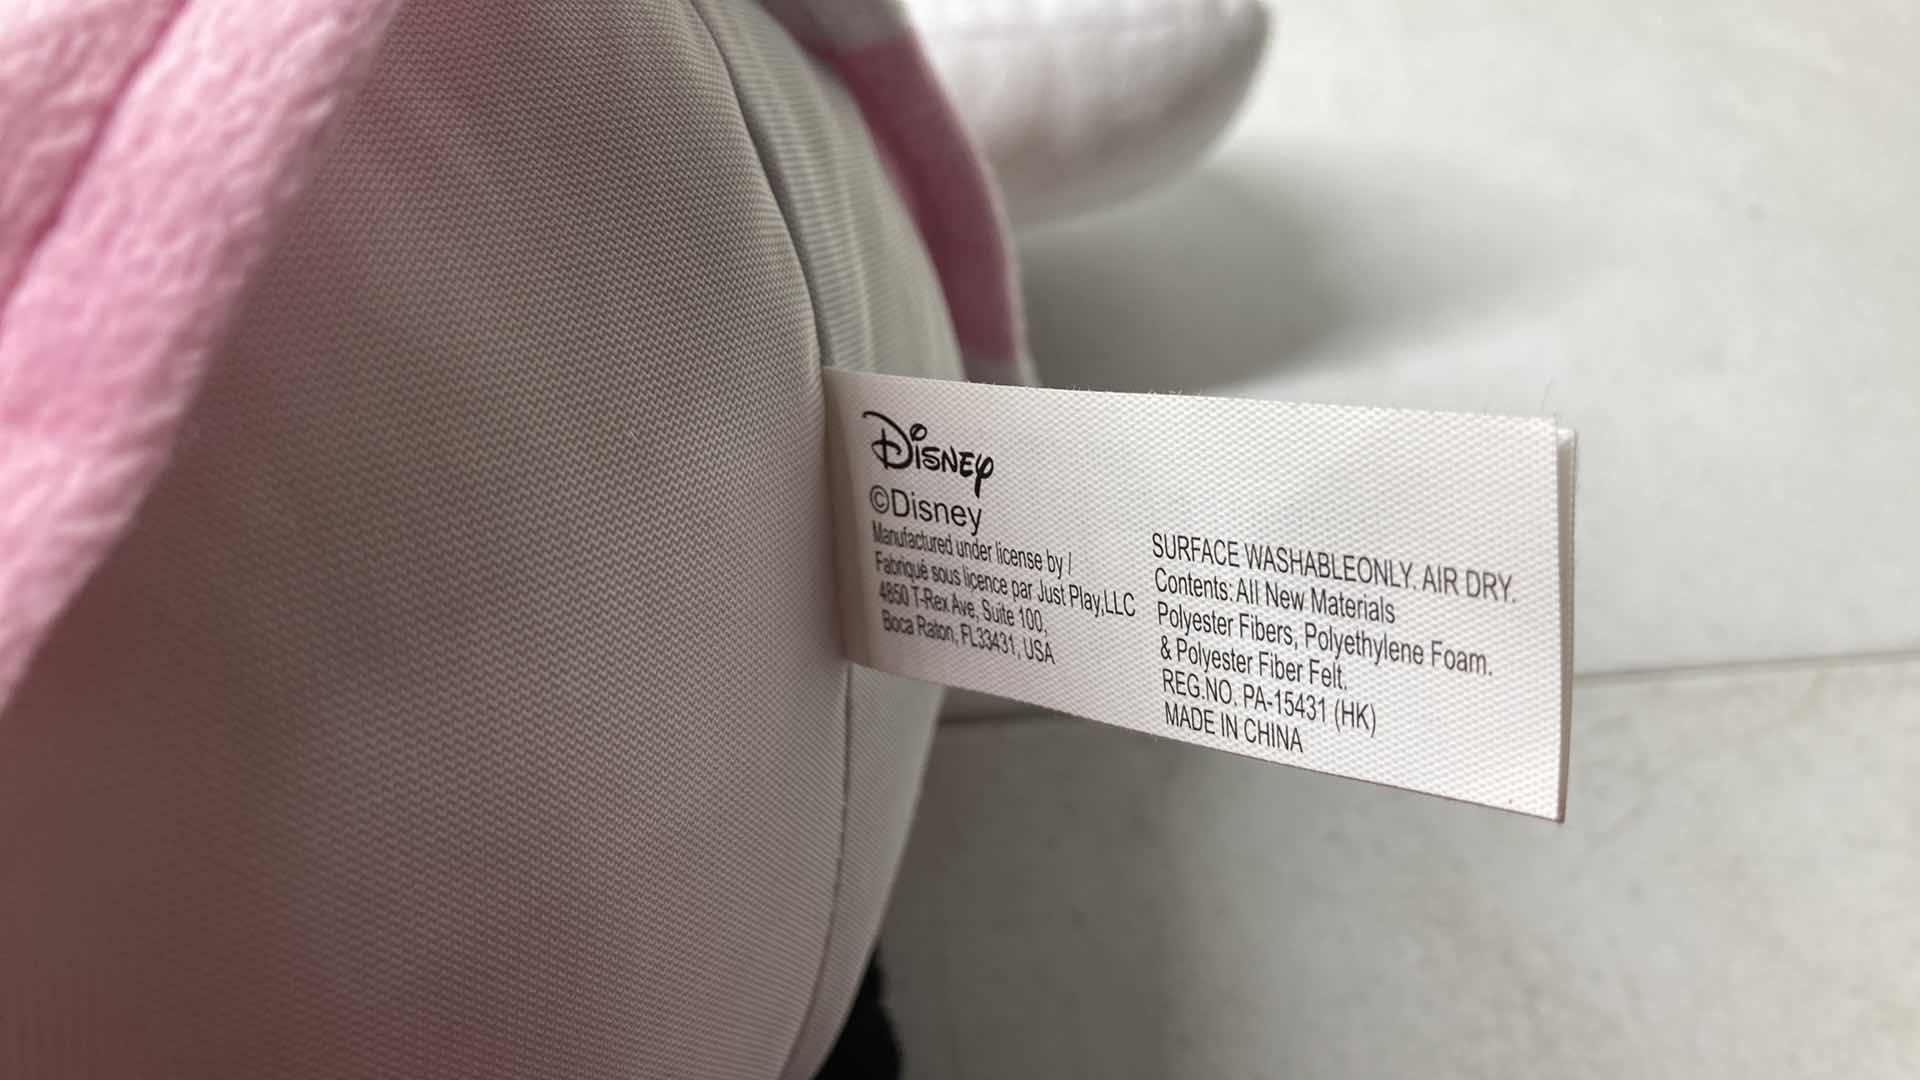 Disney
©Disney
Manufactured under license by /
Fabriqué sous licence par Just Play,LLC
4850 T-Rex Ave, Suite 100,
Boca Raton, FL33431, USA
SURFACE WASHABLEONLY. AIR DRY.
Contents: All New Materials
Polyester Fibers, Polyethylene Foam.
& Polyester Fiber Felt.
REG.NO. PA-15431 (HK)
MADE IN CHINA